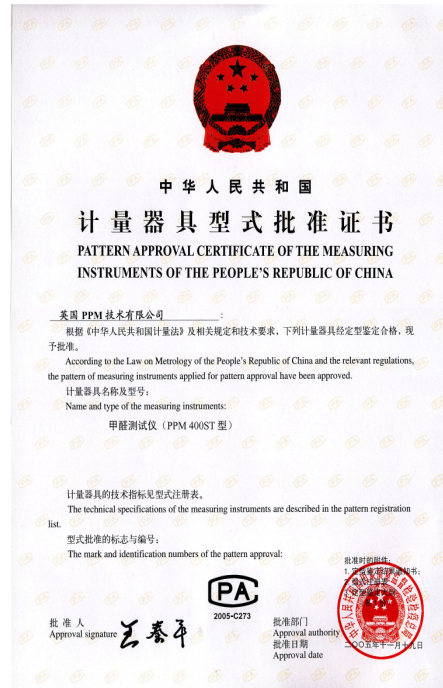 中华人民共和国
计量器具型式批准证书
PATTERN APPROVAL CERTIFICATE OF THE MEASURING
INSTRUMENTS OF THE PEOPLE'S REPUBLIC OF CHINA
英国 PPM 技术有限公司 :
根据《中华人民共和国计量法》及相关规定和技术要求，下列计量器具经定型鉴定合格，现
予批准。
According to the Law on Metrology of the People's Republic of China and the relevant regulations,
the pattern of measuring instruments applied for pattern approval have been approved.
计量器具名称及型号：
Name and type of the measuring instruments:
甲醛测试仪（PPM 400ST 型）
计量器具的技术指标见型式注册表。
The technical specifications of the measuring instruments are described in the pattern registration
list.
型式批准的标志与编号：
The mark and identification numbers of the pattern approval:
批准时的附件：
PA
2005-C273
批 准 人
Approval signature
批准部门
Approval authority
批准日期
Approval date
二〇〇五年十一月十九日